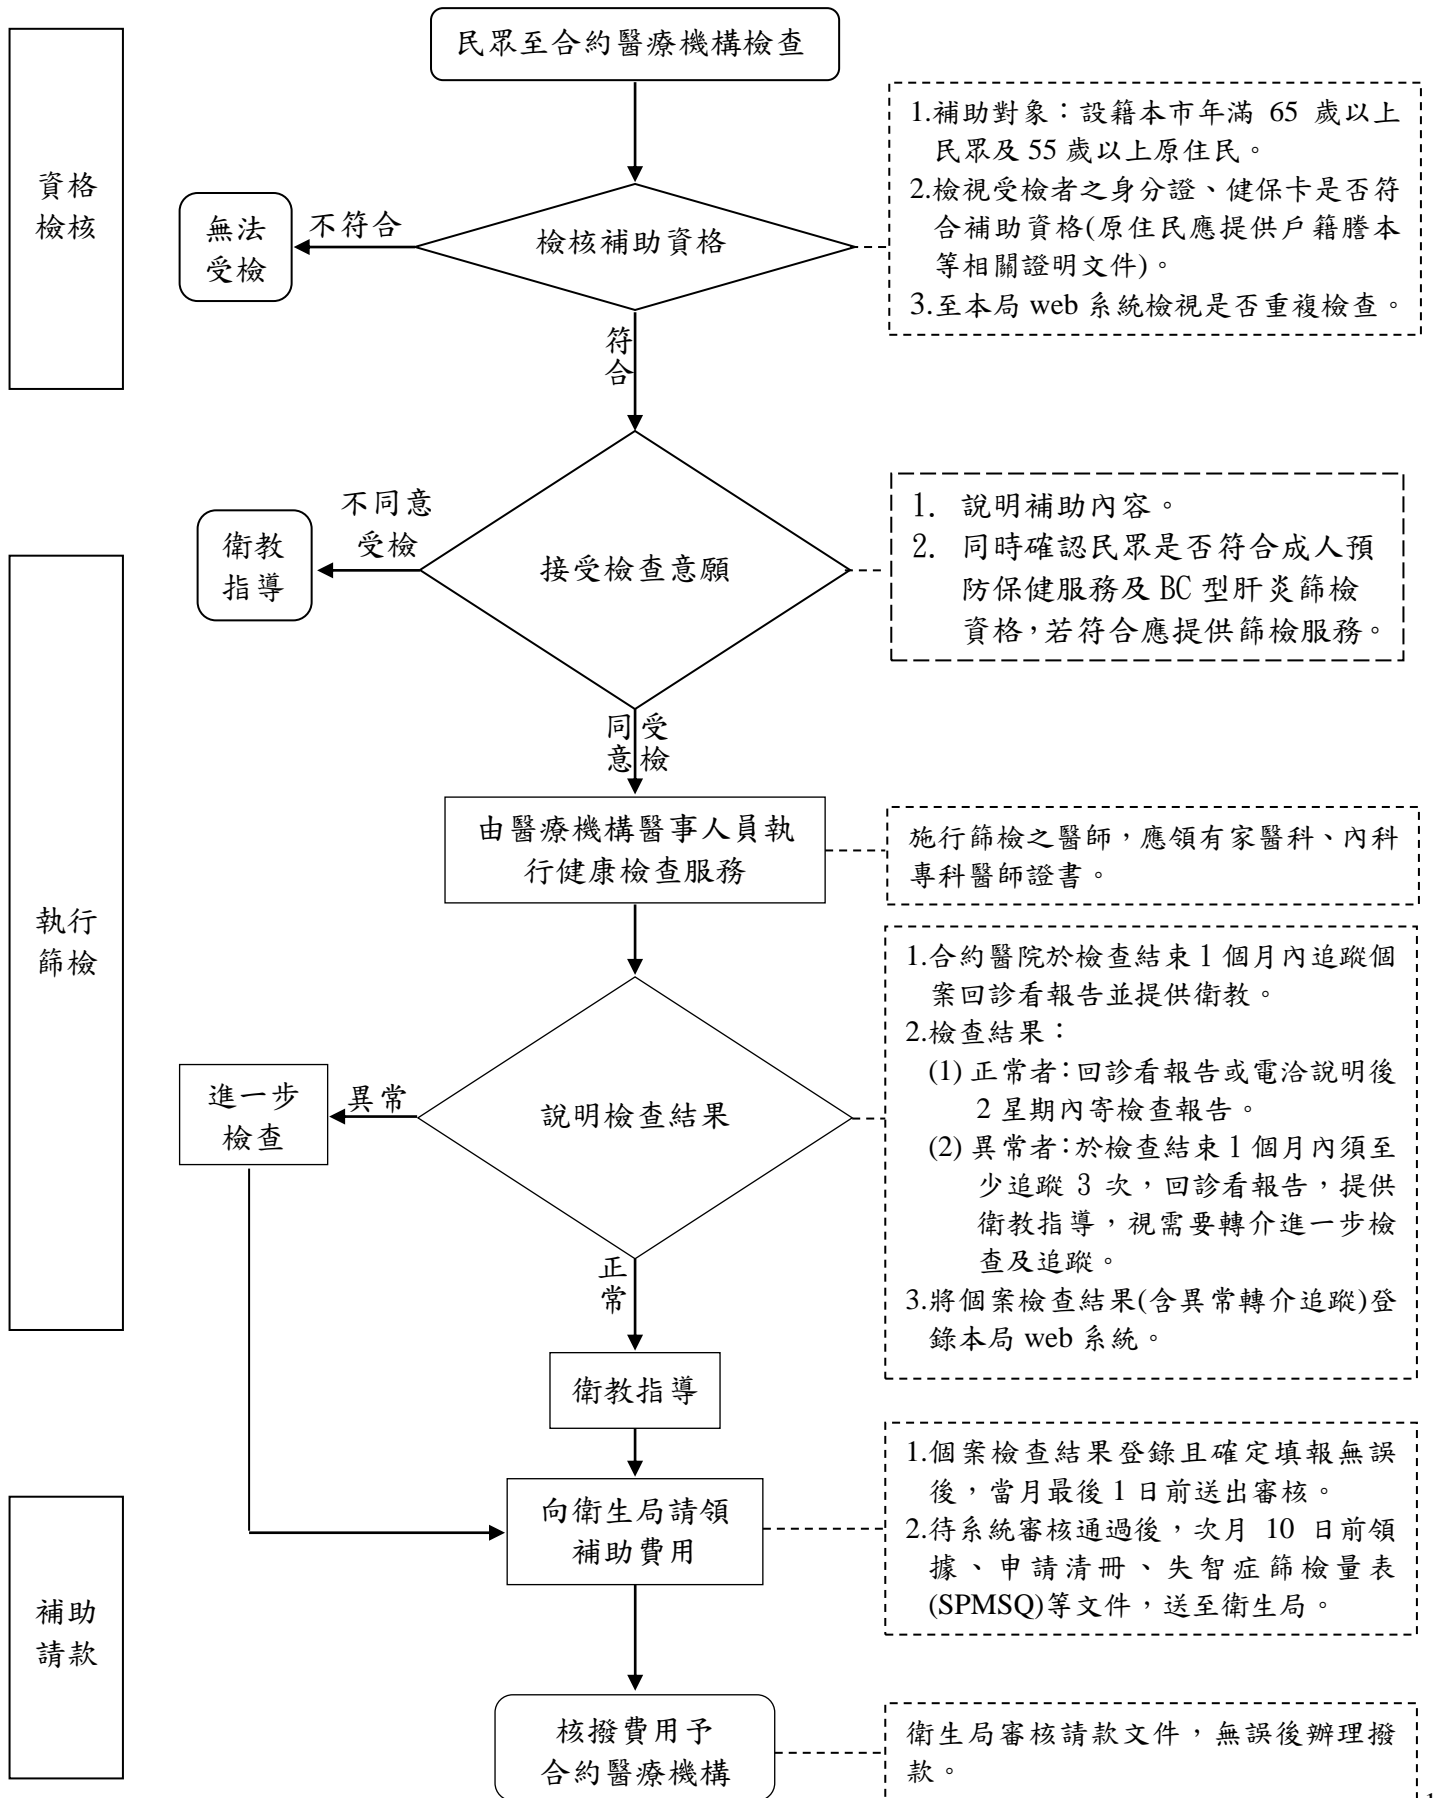 民眾至合約醫療機構檢查
資格
檢核
1.補助對象：設籍本市年滿 65 歲以上
民眾及 55 歲以上原住民。
2.檢視受檢者之身分證、健保卡是否符
合補助資格(原住民應提供戶籍謄本
等相關證明文件)。
3.至本局 web 系統檢視是否重複檢查。
無法
受檢
不符合
檢核補助資格
符
合
不同意
受檢
衛教
指導
接受檢查意願
1. 說明補助內容。
2. 同時確認民眾是否符合成人預
防保健服務及 BC 型肝炎篩檢
資格，若符合應提供篩檢服務。
同受
意檢
執行
篩檢
由醫療機構醫事人員執
行健康檢查服務
施行篩檢之醫師，應領有家醫科、內科
專科醫師證書。
1.合約醫院於檢查結束 1 個月內追蹤個
案回診看報告並提供衛教。
2.檢查結果：
(1) 正常者：回診看報告或電洽說明後
2 星期內寄檢查報告。
(2) 異常者：於檢查結束 1 個月內須至
少追蹤 3 次，回診看報告，提供
衛教指導，視需要轉介進一步檢
查及追蹤。
3.將個案檢查結果(含異常轉介追蹤)登
錄本局 web 系統。
進一步
檢查
異常
說明檢查結果
正
常
衛教指導
補助
請款
向衛生局請領
補助費用
1.個案檢查結果登錄且確定填報無誤
後，當月最後 1 日前送出審核。
2.待系統審核通過後，次月 10 日前領
據、申請清冊、失智症篩檢量表
(SPMSQ)等文件，送至衛生局。
核撥費用予
合約醫療機構
衛生局審核請款文件，無誤後辦理撥
款。
1